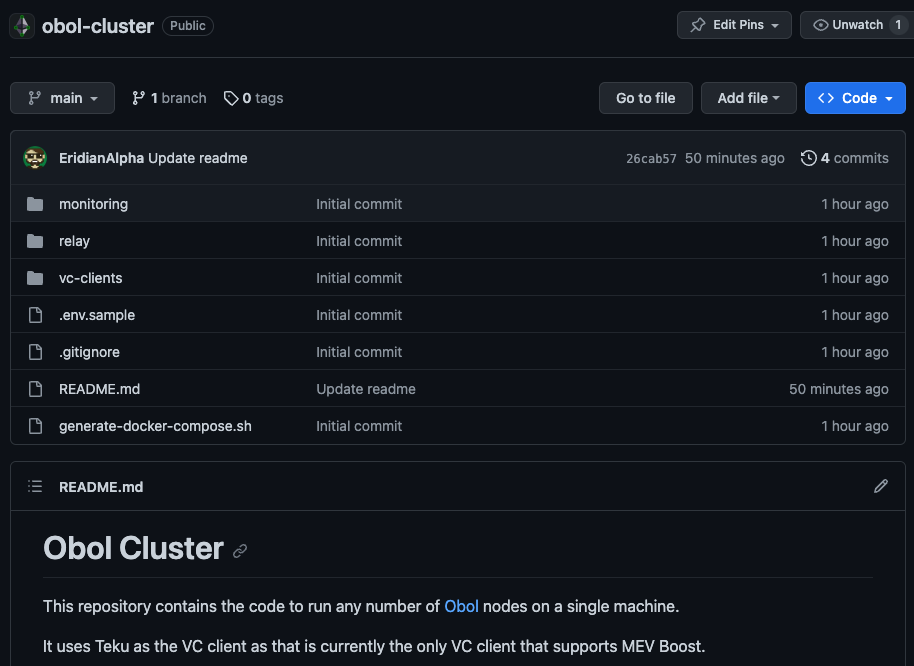 obol-cluster Public Edit Pins Unwatch 1
main 1 branch 0 tags Go to file Add file <> Code
EridianAlpha Update readme 26cab57 50 minutes ago 4 commits
monitoring Initial commit 1 hour ago
relay Initial commit 1 hour ago
vc-clients Initial commit 1 hour ago
.env.sample Initial commit 1 hour ago
.gitignore Initial commit 1 hour ago
README.md Update readme 50 minutes ago
generate-docker-compose.sh Initial commit 1 hour ago
README.md
Obol Cluster
This repository contains the code to run any number of Obol nodes on a single machine.
It uses Teku as the VC client as that is currently the only VC client that supports MEV Boost.